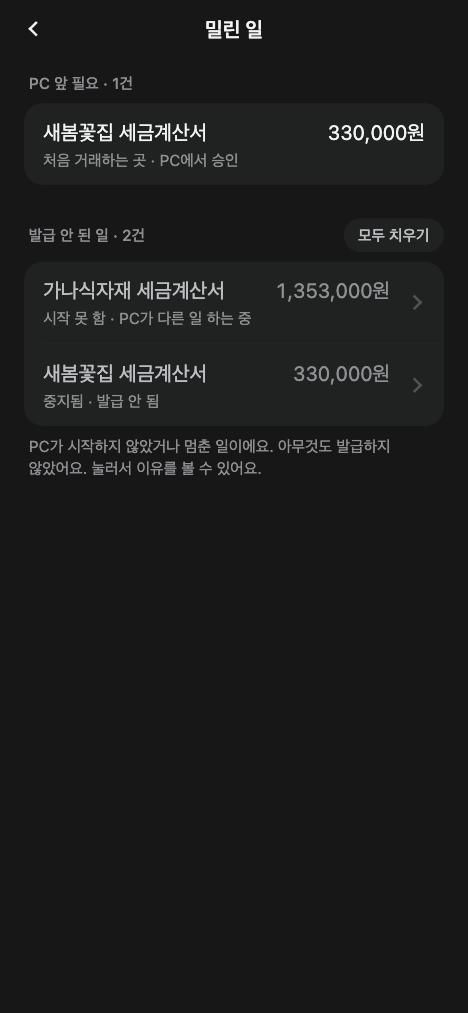 밀린 일
PC 앞 필요 · 1건
새봄꽃집 세금계산서 330,000원
처음 거래하는 곳 · PC에서 승인
발급 안 된 일 · 2건 모두 치우기
가나식자재 세금계산서 1,353,000원
시작 못 함 · PC가 다른 일 하는 중
새봄꽃집 세금계산서 330,000원
중지됨 · 발급 안 됨
PC가 시작하지 않았거나 멈춘 일이에요. 아무것도 발급하지
않았어요. 눌러서 이유를 볼 수 있어요.